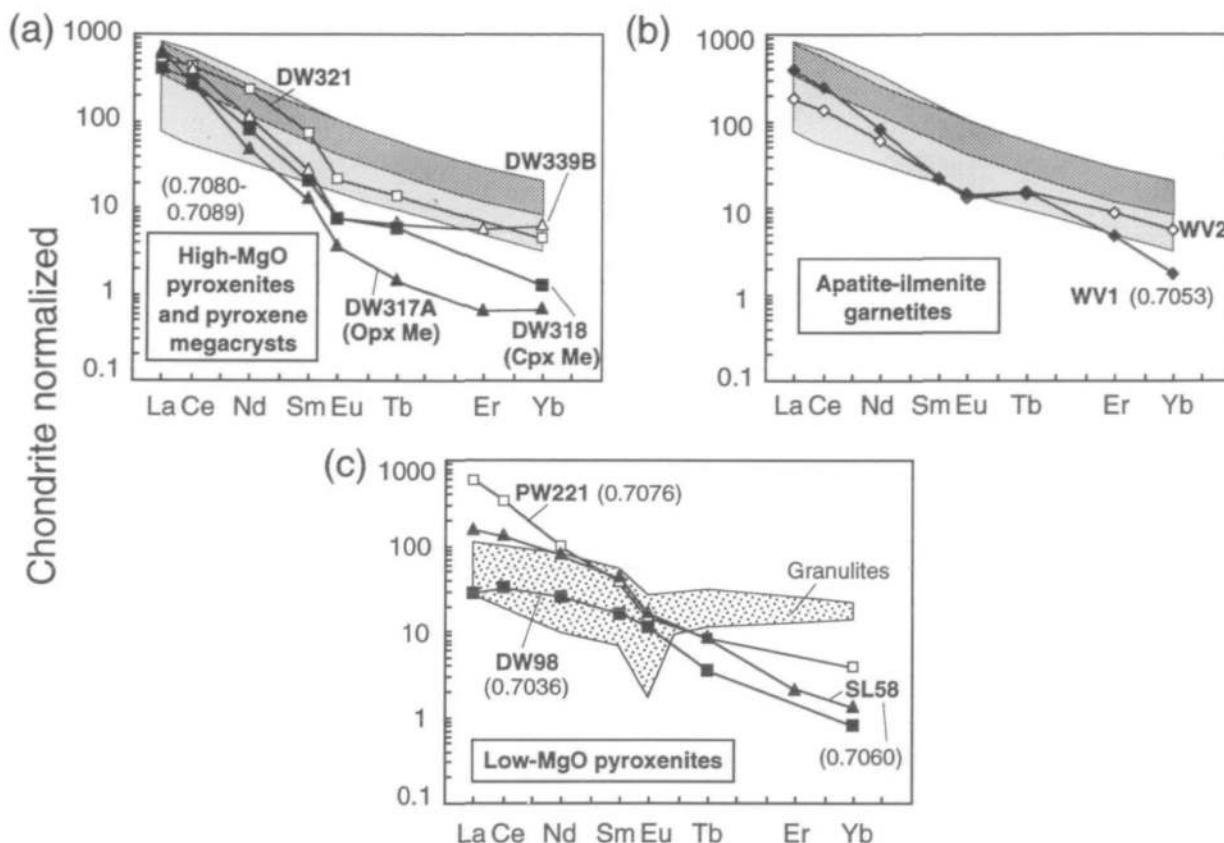 Chondrite normalized
(a)
1000
100
10
1
0.1
DW321
DW339B
(0.7080-
0.7089)
High-MgO
pyroxenites
and pyroxene
megacrysts
DW317A
(Opx Me)
DW318
(Cpx Me)
La Ce Nd Sm Eu Tb Er Yb
(b)
1000
100
10
1
0.1
WV2
WV1 (0.7053)
Apatite-ilmenite
garnetites
La Ce Nd Sm Eu Tb Er Yb
(c)
1000
100
10
1
0.1
PW221 (0.7076)
Granulites
DW98
(0.7036)
SL58
(0.7060)
Low-MgO pyroxenites
La Ce Nd Sm Eu Tb Er Yb